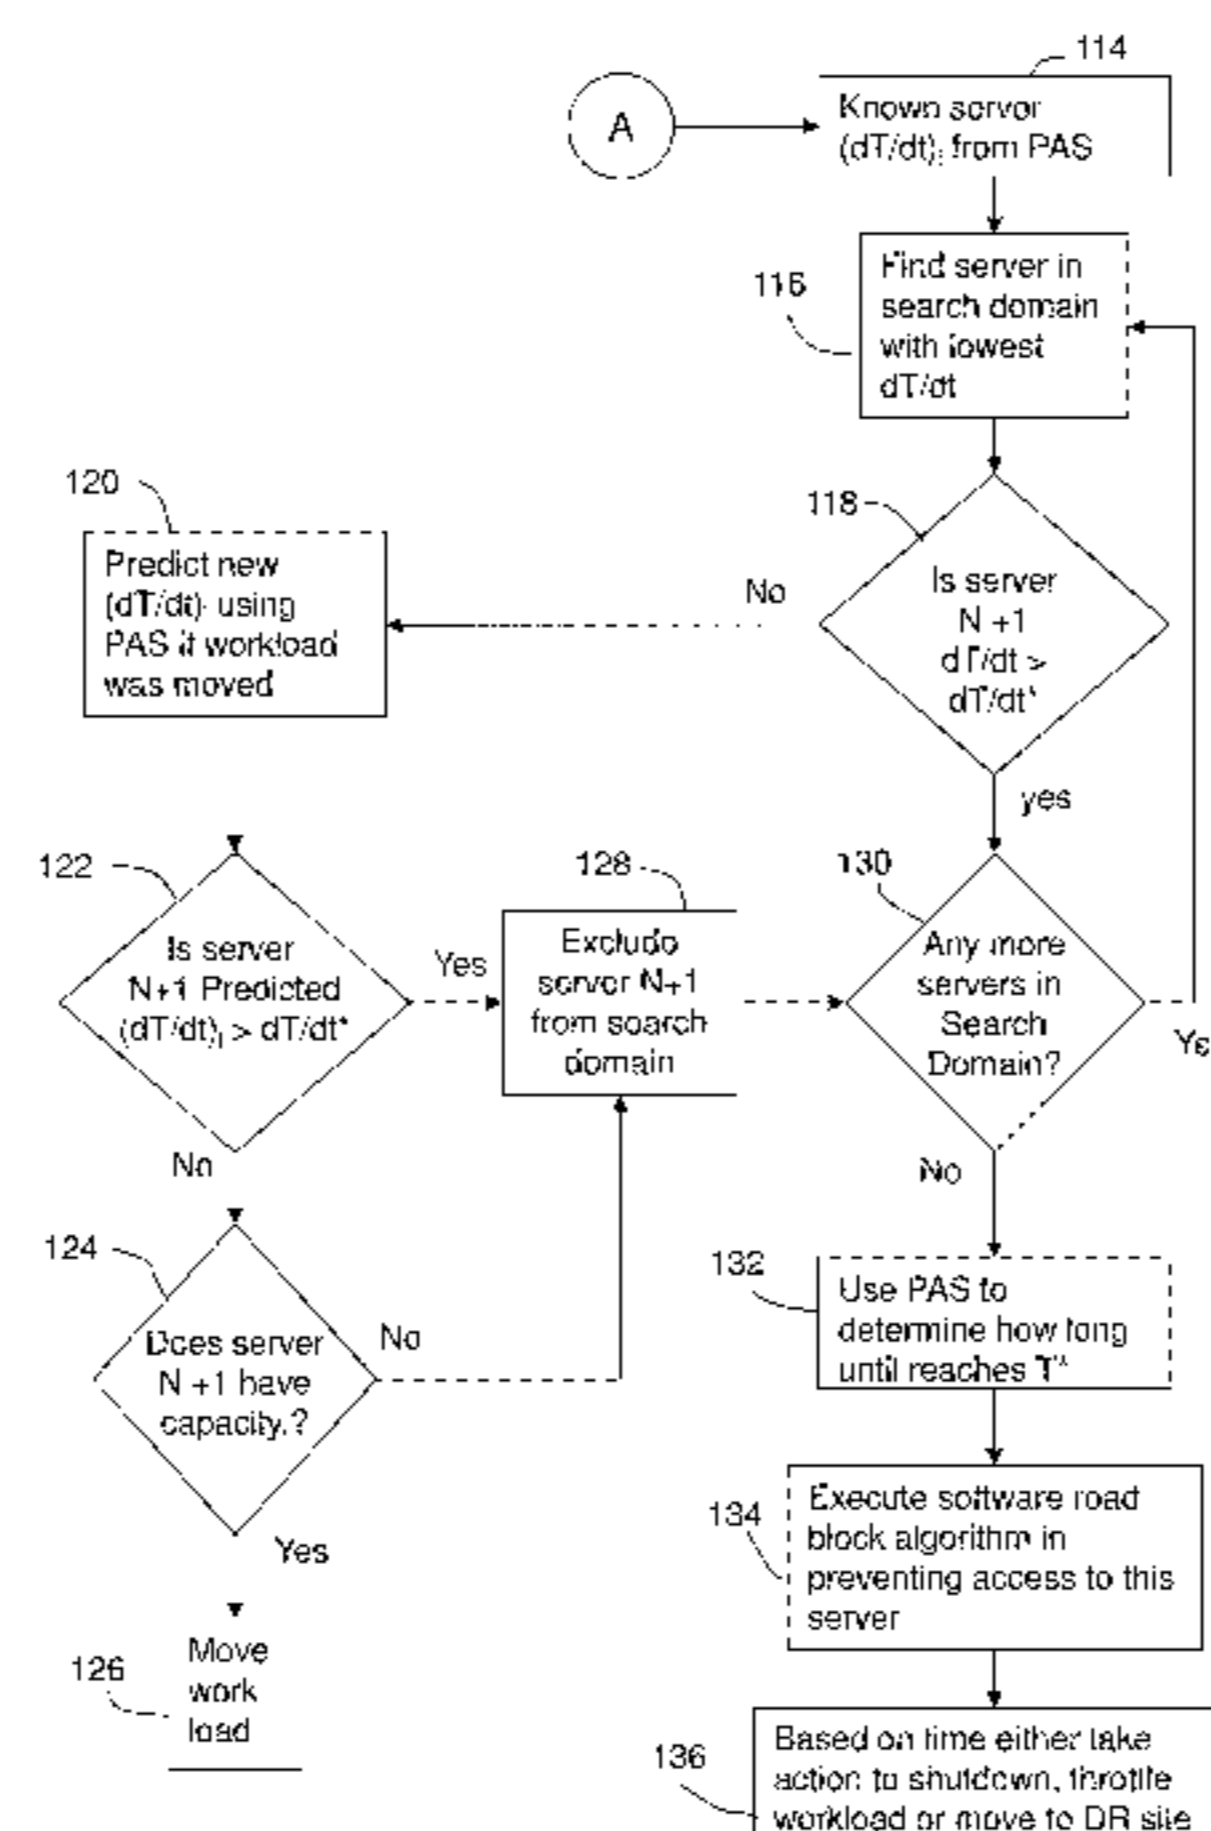 114
A
Known server
(dT/dt)i from PAS
116
Find server in
search domain
with lowest
dT/dt
118
Is server
N +1
dT/dt >
dT/dt*
No
yes
120
Predict new
(dT/dt) using
PAS if workload
was moved
122
Is server
N+1 Predicted
(dT/dt)i > dT/dt*
Yes
No
128
Exclude
server N+1
from search
domain
130
Any more
servers in
Search
Domain?
Ye
No
124
Does server
N +1 have
capacity.?
No
Yes
126
Move
work
load
132
Use PAS to
determine how long
until reaches T*
134
Execute software road
block algorithm in
preventing access to this
server
136
Based on time either take
action to shutdown, throttle
workload or move to DR site